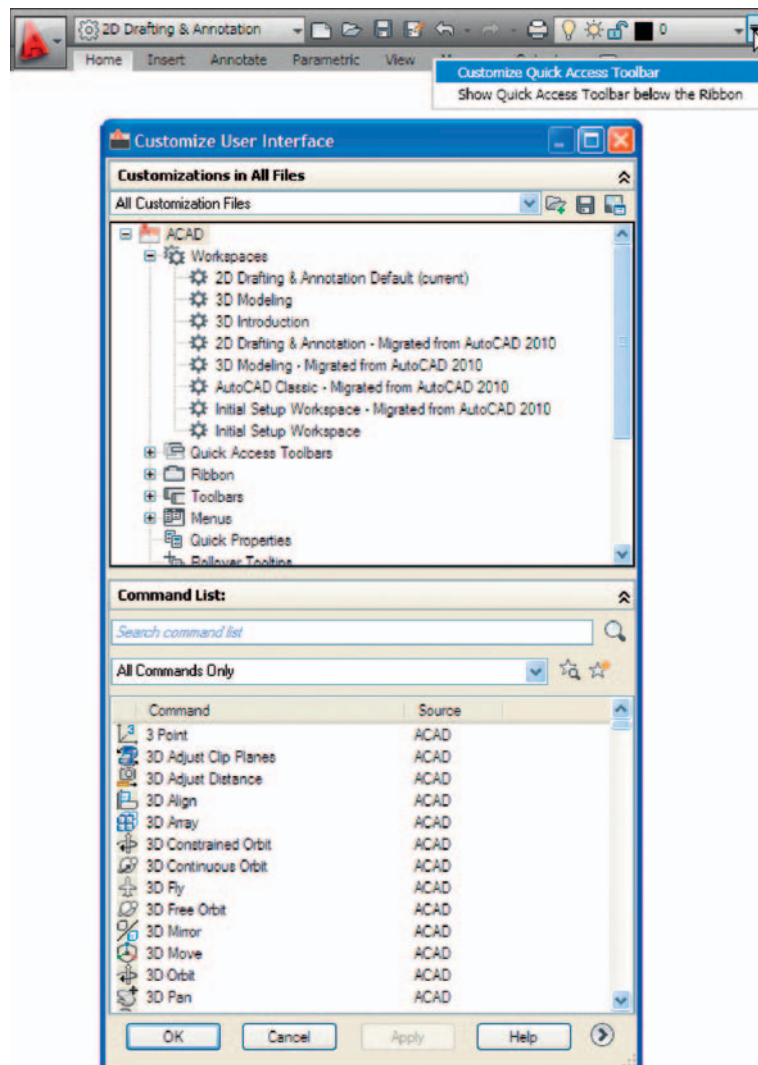 2D Drafting & Annotation
0
Home Insert Annotate Parametric View
Customize Quick Access Toolbar
Show Quick Access Toolbar below the Ribbon
Customize User Interface
Customizations in All Files
All Customization Files
ACAD
Workspaces
2D Drafting & Annotation Default (current)
3D Modeling
3D Introduction
2D Drafting & Annotation - Migrated from AutoCAD 2010
3D Modeling - Migrated from AutoCAD 2010
AutoCAD Classic - Migrated from AutoCAD 2010
Initial Setup Workspace - Migrated from AutoCAD 2010
Initial Setup Workspace
Quick Access Toolbars
Ribbon
Toolbars
Menus
Quick Properties
Rollover Tooltips
Command List:
Search command list
All Commands Only
Command Source
3 Point ACAD
3D Adjust Clip Planes ACAD
3D Adjust Distance ACAD
3D Align ACAD
3D Array ACAD
3D Constrained Orbit ACAD
3D Continuous Orbit ACAD
3D Fly ACAD
3D Free Orbit ACAD
3D Mirror ACAD
3D Move ACAD
3D Orbit ACAD
3D Pan ACAD
OK Cancel Apply Help